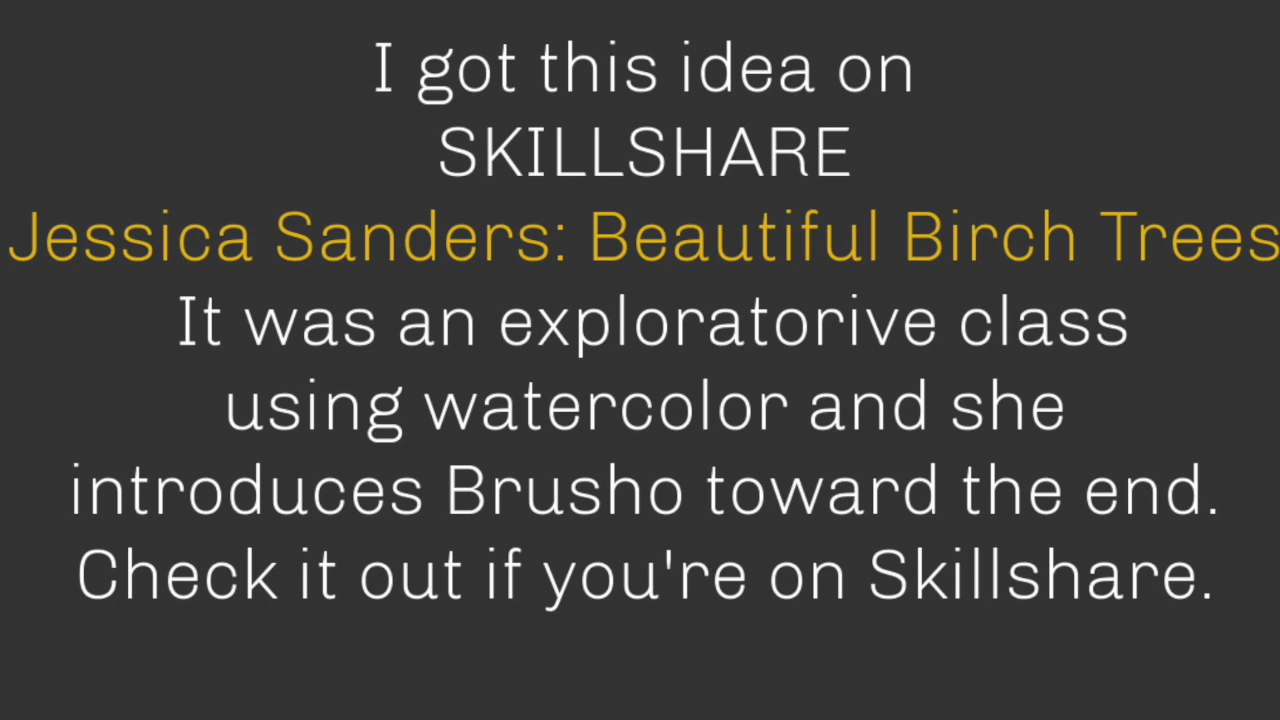 I got this idea on
SKILLSHARE
Jessica Sanders: Beautiful Birch Trees
It was an exploratorive class
using watercolor and she
introduces Brusho toward the end.
Check it out if you're on Skillshare.